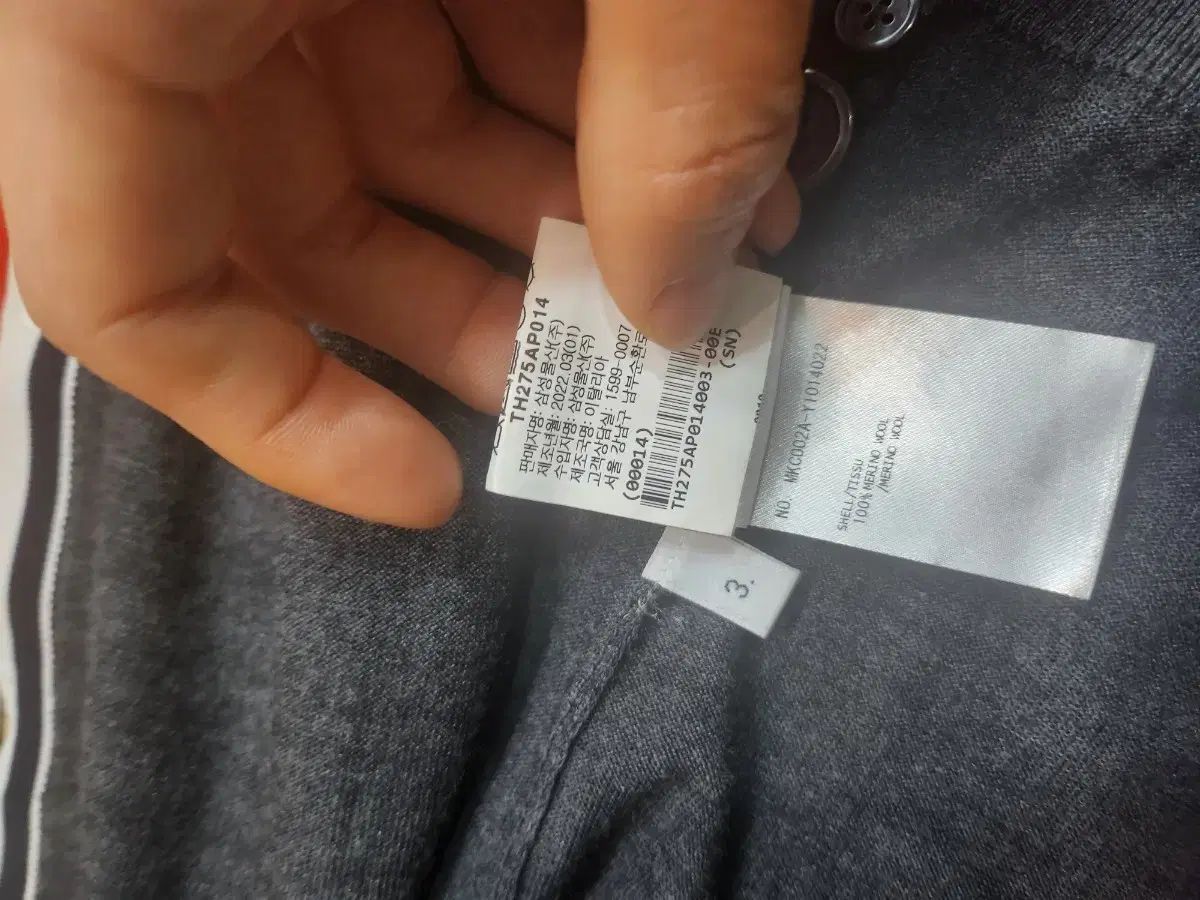 TH275AP014
판매자명: 삼성물산(주)
제조년월: 2022.03(01)
수입자명: 삼성물산(주)
제조국명: 이탈리아
고객상담실: 1599-0007
서울 강남구 남부순환로
(00014)
TH275AP014003-00E
(SN)
NO. MKC002A-Y1014022
SHELL/TISSU
100% MERINO WOOL
/MERINO WOOL
3.